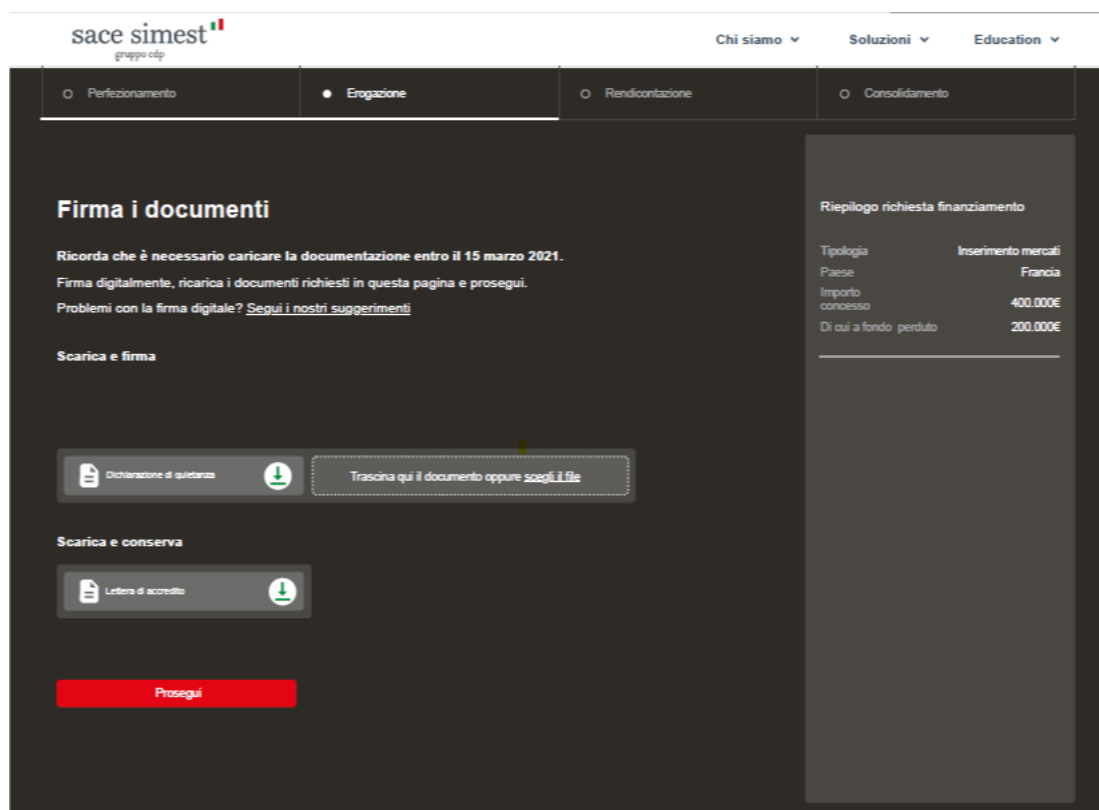 sace simest
gruppo cdp
Chi siamo
Soluzioni
Education
Perfezionamento
Erogazione
Rendicontazione
Consolidamento
Firma i documenti
Ricorda che è necessario caricare la documentazione entro il 15 marzo 2021.
Firma digitalmente, ricarica i documenti richiesti in questa pagina e prosegui.
Problemi con la firma digitale? Segui i nostri suggerimenti
Scarica e firma
Dichiarazione di quietanza
Trascina qui il documento oppure scegli il file
Scarica e conserva
Lettera di accredito
Prosegui
Riepilogo richiesta finanziamento
Tipologia Inserimento mercati
Paese Francia
Importo
concesso 400.000€
Di cui a fondo perduto 200.000€